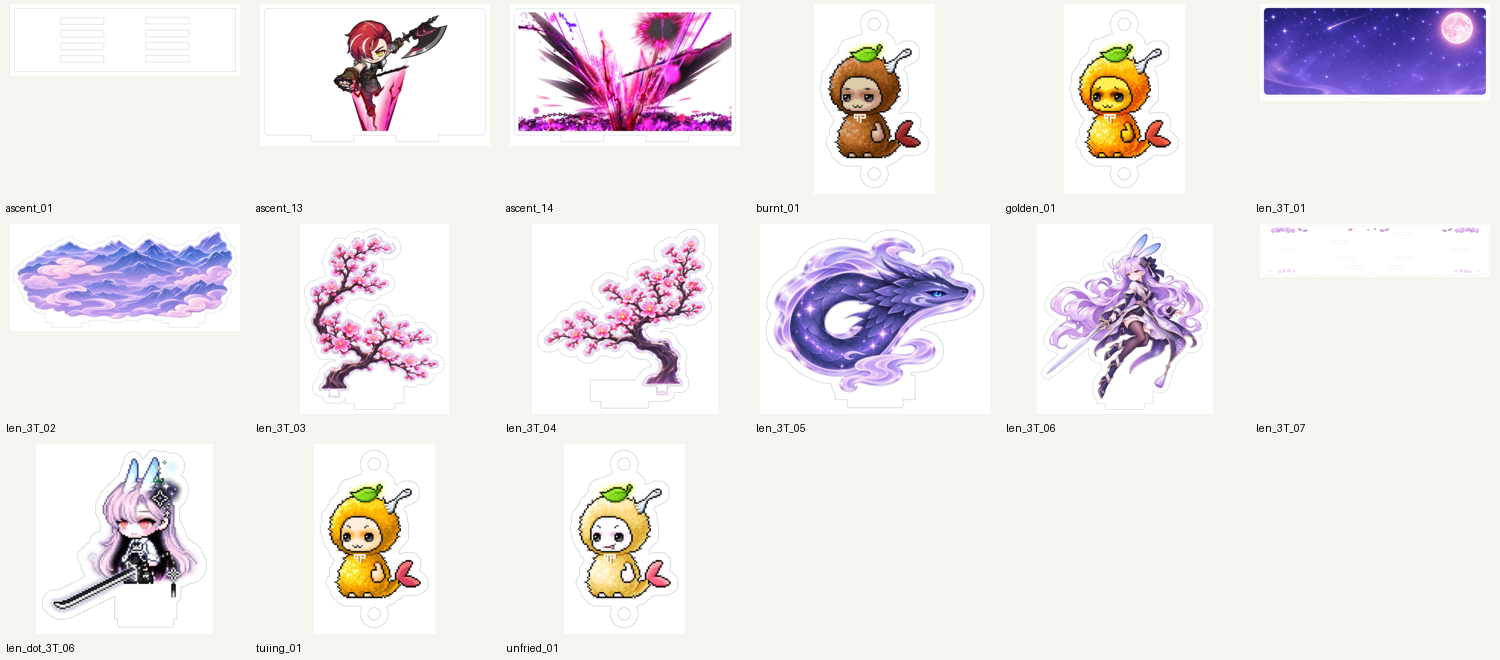 ascent_01
ascent_13
ascent_14
burnt_01
golden_01
len_3T_01
len_3T_02
len_3T_03
len_3T_04
len_3T_05
len_3T_06
len_3T_07
len_dot_3T_06
tuiing_01
unfried_01